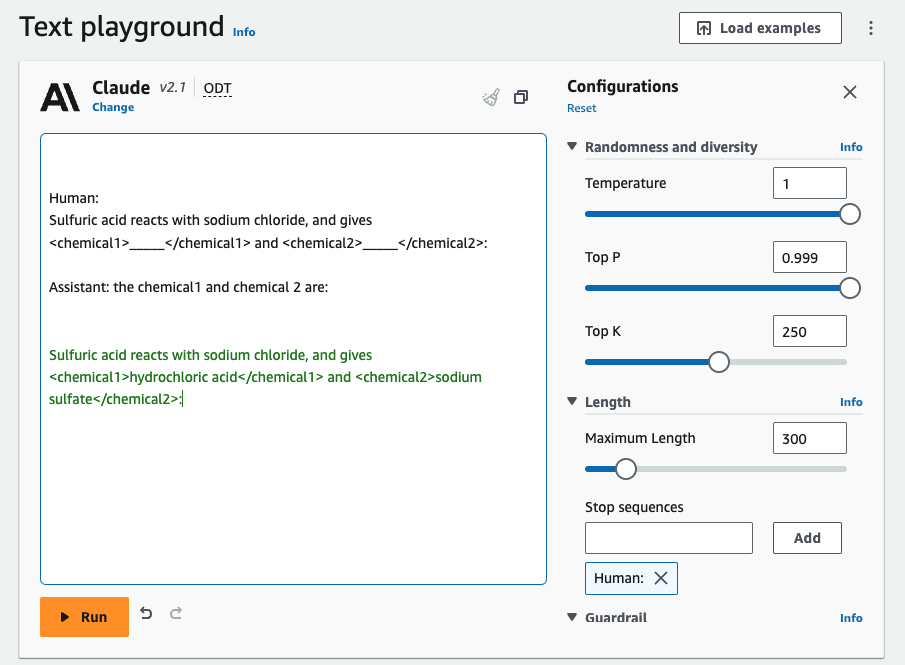 Text playground Info
Load examples
Claude v2.1 ODT
Change
Human:
Sulfuric acid reacts with sodium chloride, and gives
<chemical1>_____</chemical1> and <chemical2>_____</chemical2>:
Assistant: the chemical1 and chemical 2 are:
Sulfuric acid reacts with sodium chloride, and gives
<chemical1>hydrochloric acid</chemical1> and <chemical2>sodium
sulfate</chemical2>:
Run
Configurations
Reset
Randomness and diversity Info
Temperature 1
Top P 0.999
Top K 250
Length Info
Maximum Length 300
Stop sequences
Add
Human:
Guardrail Info